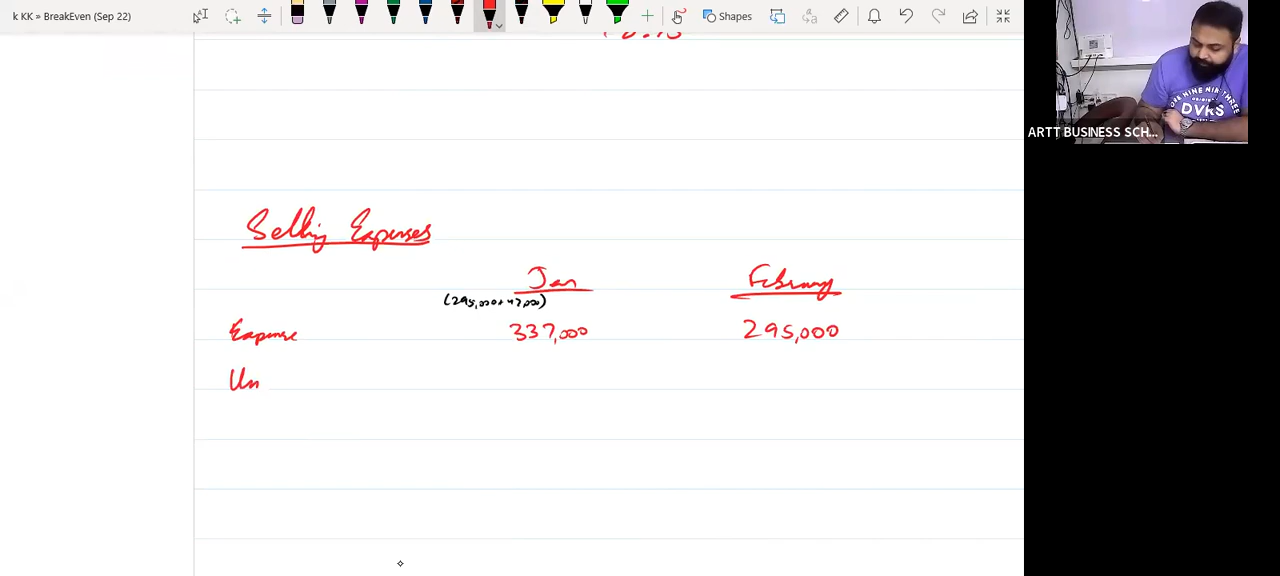 k KK » BreakEven (Sep 22)
Shapes
DVRS
ARTT BUSINESS SCH...
Selling Expenses
Jan February
(295,000+42,000)
Expense 337,000 295,000
Un